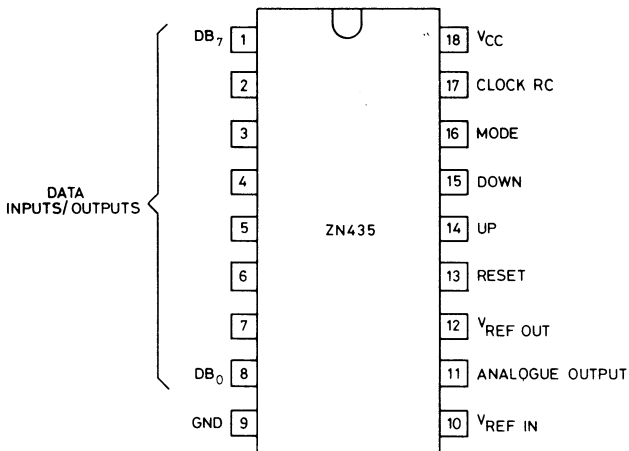 DB7 1 18 VCC
2 17 CLOCK RC
3 16 MODE
4 15 DOWN
DATA
INPUTS/OUTPUTS
5 ZN435 14 UP
6 13 RESET
7 12 VREF OUT
DB0 8 11 ANALOGUE OUTPUT
GND 9 10 VREF IN